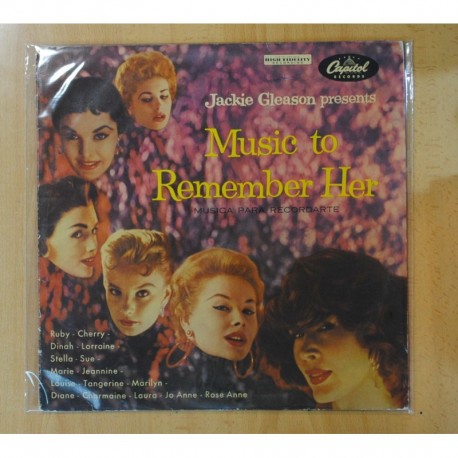 HIGH FIDELITY
Capitol
RECORDS
Jackie Gleason presents
Music to
Remember Her
MUSICA PARA RECORDARTE
Ruby - Cherry -
Dinah - Lorraine -
Stella - Sue -
Marie - Jeannine -
Louise - Tangerine - Marilyn -
Diane - Charmaine - Laura - Jo Anne - Rose Anne